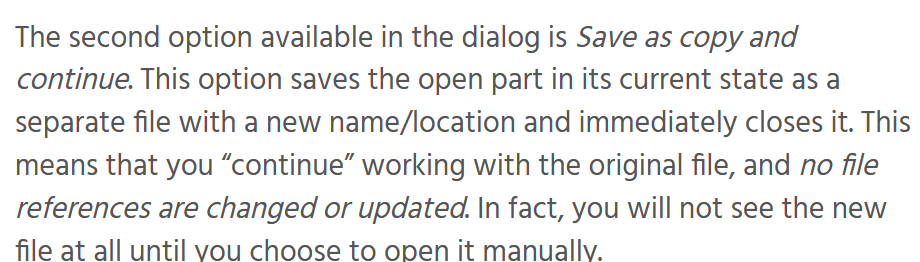 The second option available in the dialog is Save as copy and
continue. This option saves the open part in its current state as a
separate file with a new name/location and immediately closes it. This
means that you “continue” working with the original file, and no file
references are changed or updated. In fact, you will not see the new
file at all until you choose to open it manually.